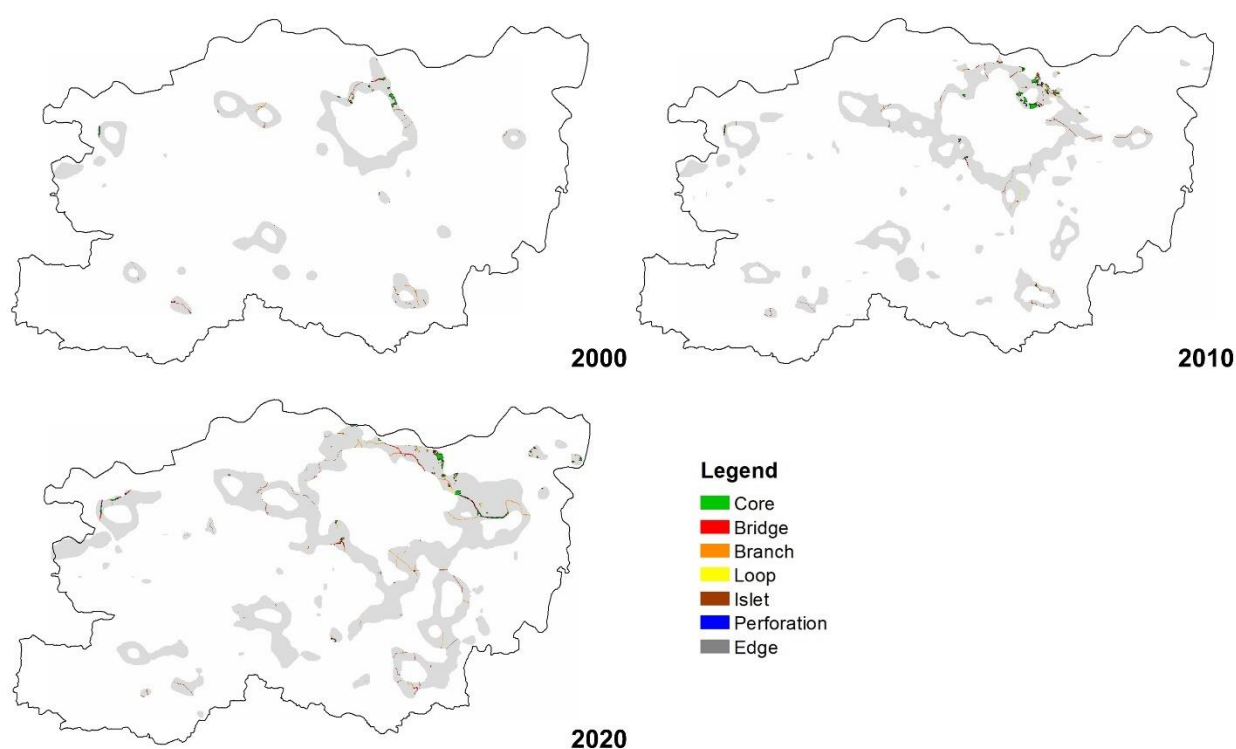 2000
2010
2020
Legend
Core
Bridge
Branch
Loop
Islet
Perforation
Edge